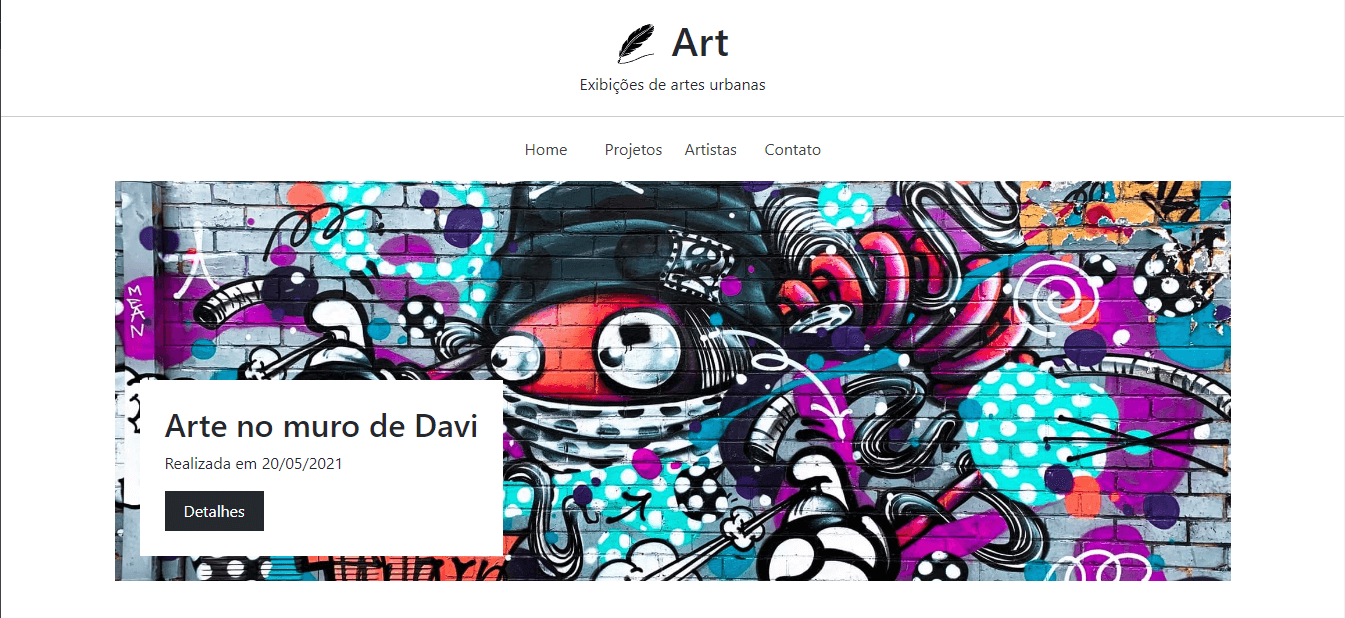 Art
Exibições de artes urbanas
Home Projetos Artistas Contato
MEAN
Arte no muro de Davi
Realizada em 20/05/2021
Detalhes